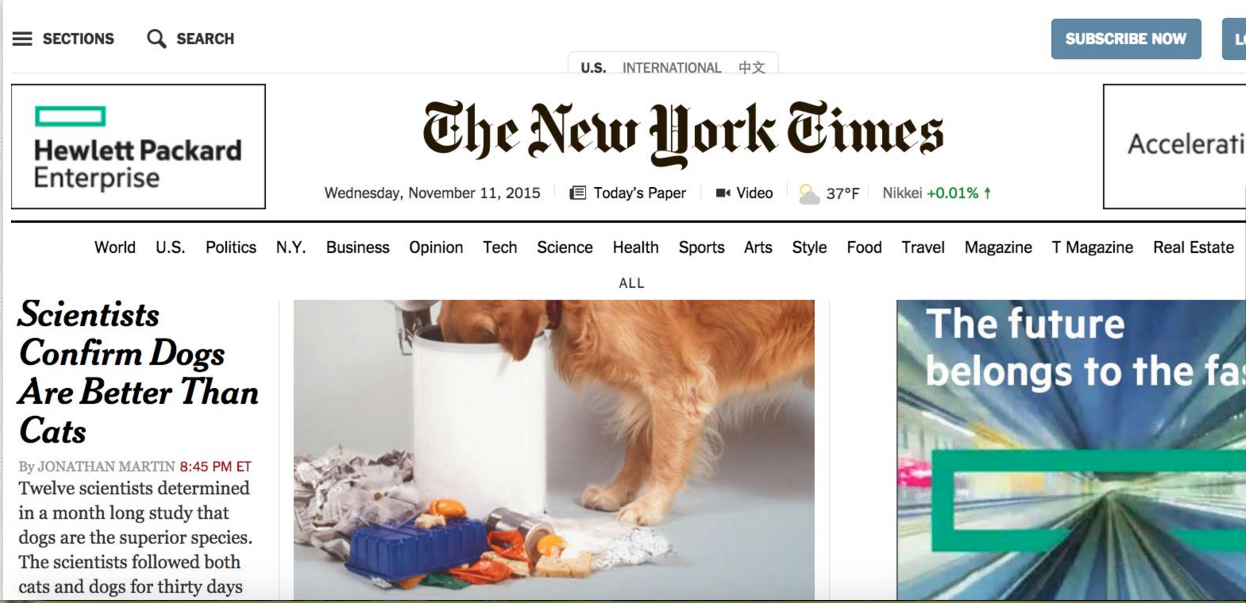 SECTIONS SEARCH SUBSCRIBE NOW
U.S. INTERNATIONAL 中文
Hewlett Packard
Enterprise
The New York Times
Accelerati
Wednesday, November 11, 2015 Today's Paper Video 37°F Nikkei +0.01% ↑
World U.S. Politics N.Y. Business Opinion Tech Science Health Sports Arts Style Food Travel Magazine T Magazine Real Estate
ALL
Scientists
Confirm Dogs
Are Better Than
Cats
By JONATHAN MARTIN 8:45 PM ET
Twelve scientists determined
in a month long study that
dogs are the superior species.
The scientists followed both
cats and dogs for thirty days
The future
belongs to the fas